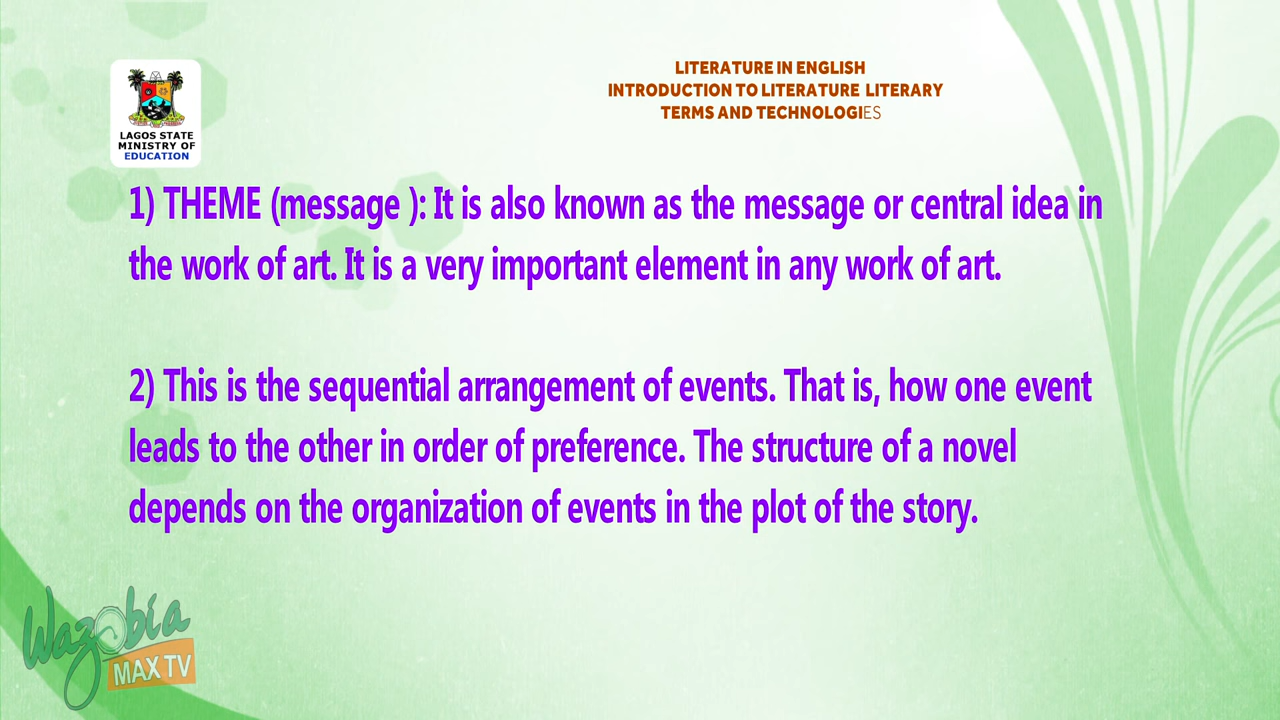 LITERATURE IN ENGLISH
INTRODUCTION TO LITERATURE LITERARY
TERMS AND TECHNOLOGIES
LAGOS STATE
MINISTRY OF
EDUCATION
1) THEME (message ): It is also known as the message or central idea in
the work of art. It is a very important element in any work of art.
2) This is the sequential arrangement of events. That is, how one event
leads to the other in order of preference. The structure of a novel
depends on the organization of events in the plot of the story.
Wazobia
MAX TV